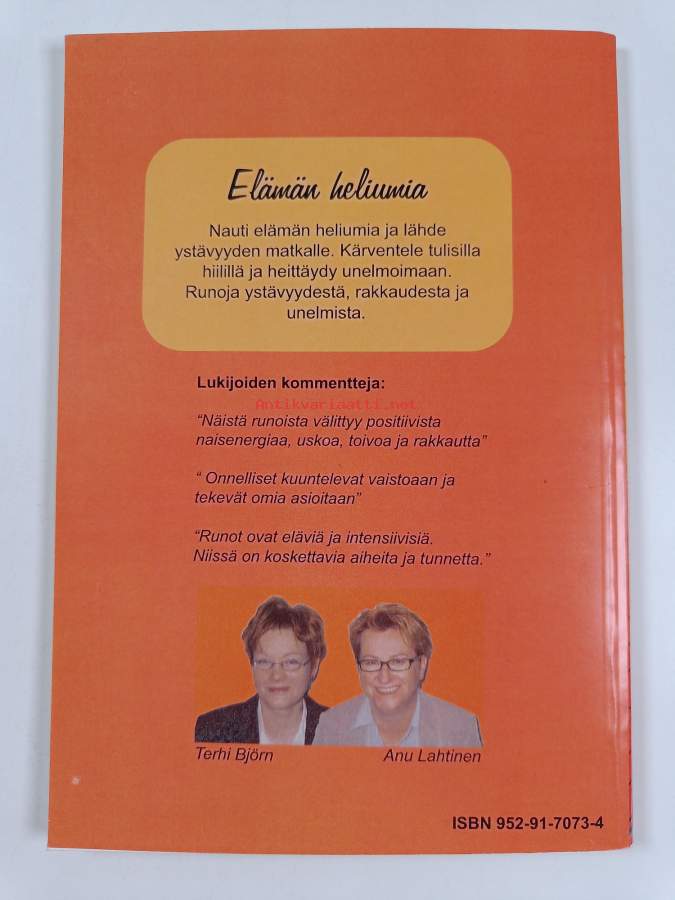 Elämän heliumia
Nauti elämän heliumia ja lähde
ystävyyden matkalle. Kärventele tulisilla
hiilillä ja heittäydy unelmoimaan.
Runoja ystävyydestä, rakkaudesta ja
unelmista.
Lukijoiden kommentteja:
Antikvariaatti.net
“Näistä runoista välittyy positiivista
naisenergiaa, uskoa, toivoa ja rakkautta”
“ Onnelliset kuuntelevat vaistoaan ja
tekevät omia asioitaan”
“Runot ovat eläviä ja intensiivisiä.
Niissä on koskettavia aiheita ja tunnetta.”
Terhi Björn
Anu Lahtinen
ISBN 952-91-7073-4